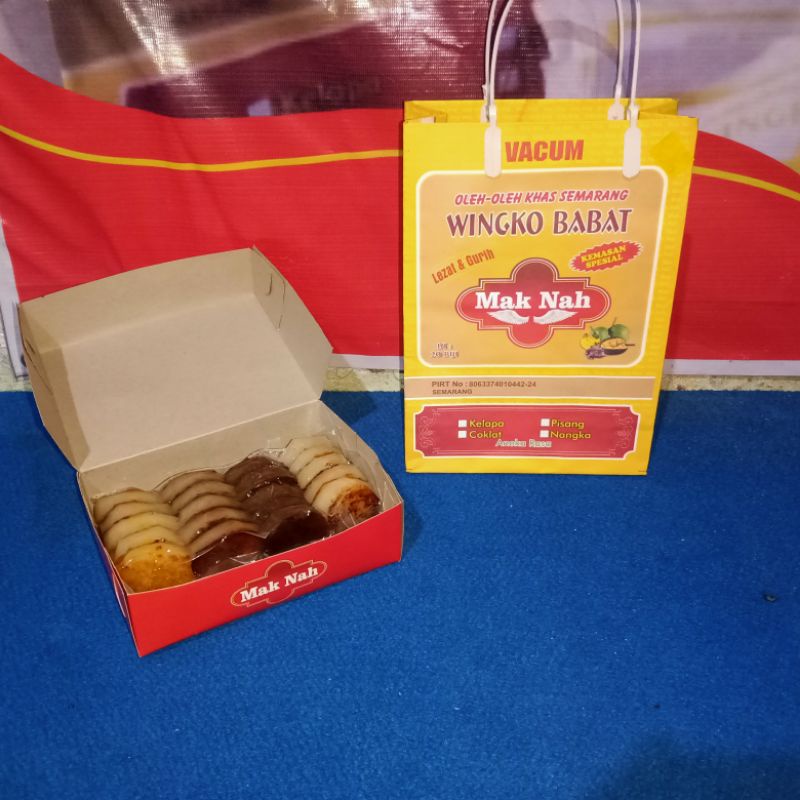 Kelapa
VACUM
OLEH-OLEH KHAS SEMARANG
WINGKO BABAT
Lezat & Gurih
KEMASAN
SPESIAL
Mak Nah
PIRT No : 8063374010442-24
SEMARANG
Kelapa
Pisang
Coklat
Nangka
Aneka Rasa
Mak Nah